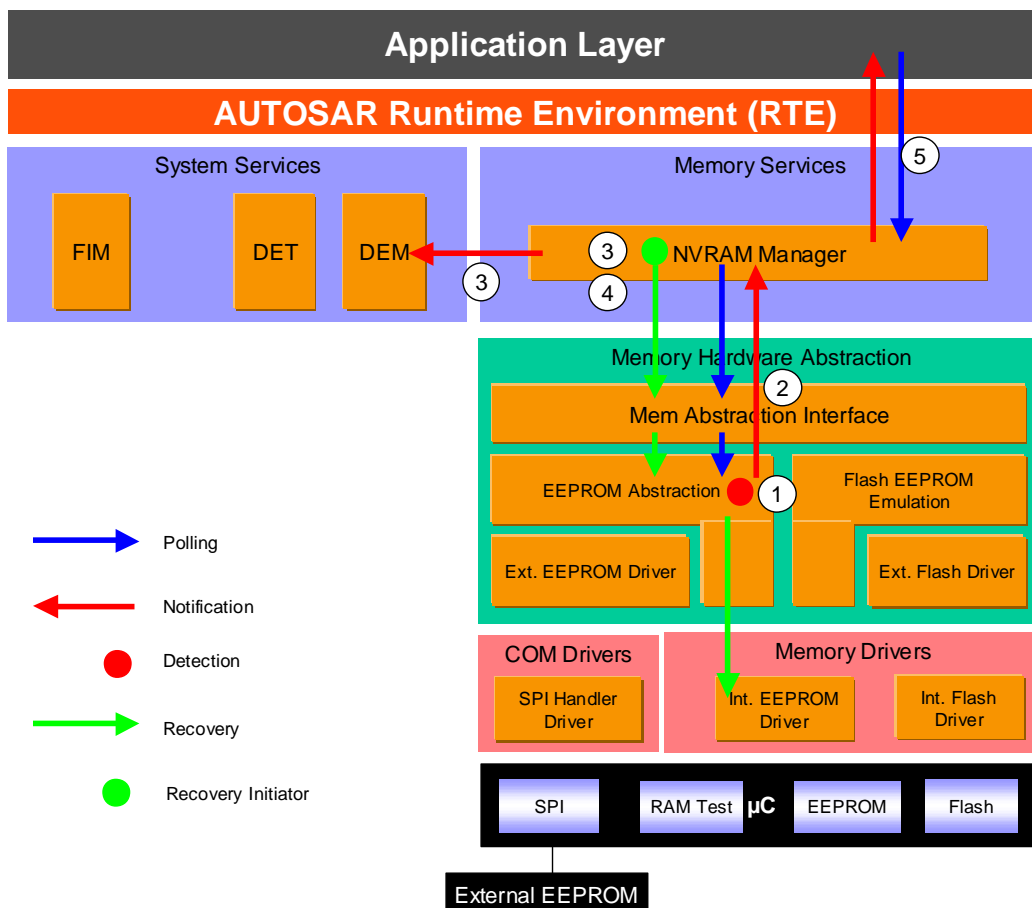 Application Layer
AUTOSAR Runtime Environment (RTE)
System Services
Memory Services
5
FIM
DET
DEM
3
3
4
NVRAM Manager
Memory Hardware Abstraction
2
Mem Abstraction Interface
EEPROM Abstraction
1
Flash EEPROM
Emulation
Ext. EEPROM Driver
Ext. Flash Driver
Polling
Notification
Detection
Recovery
Recovery Initiator
COM Drivers
Memory Drivers
SPI Handler
Driver
Int. EEPROM
Driver
Int. Flash
Driver
SPI
RAM Test
µC
EEPROM
Flash
External EEPROM